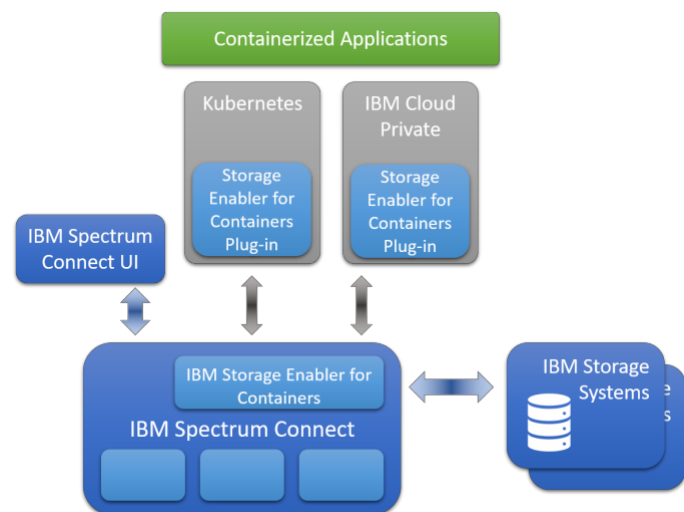 Containerized Applications
Kubernetes
IBM Cloud
Private
Storage
Enabler for
Containers
Plug-in
Storage
Enabler for
Containers
Plug-in
IBM Spectrum
Connect UI
IBM Storage Enabler for
Containers
IBM Spectrum Connect
IBM Storage
Systems
e
s